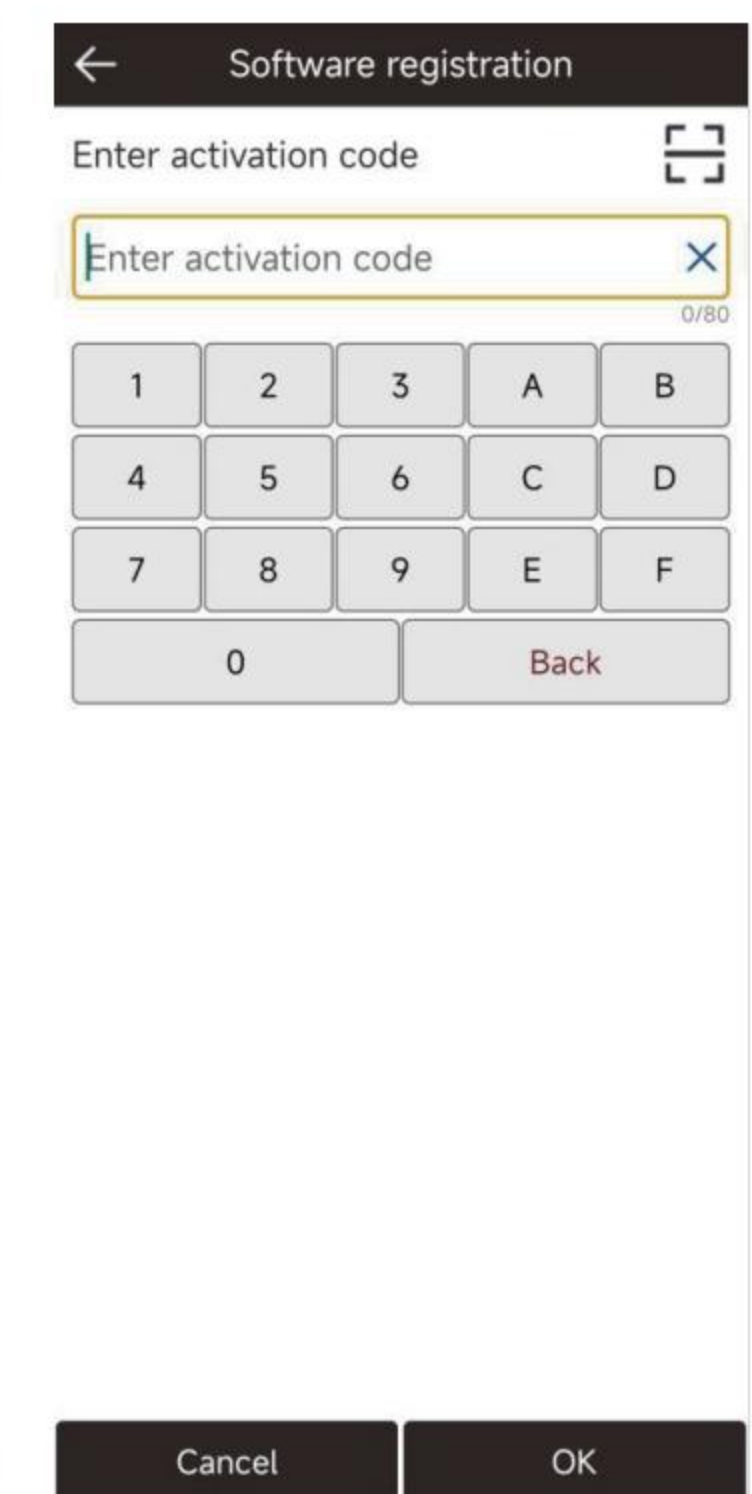 Software registration
Enter activation code
Enter activation code
0/80
1 2 3 A B
4 5 6 C D
7 8 9 E F
0 Back
Cancel OK